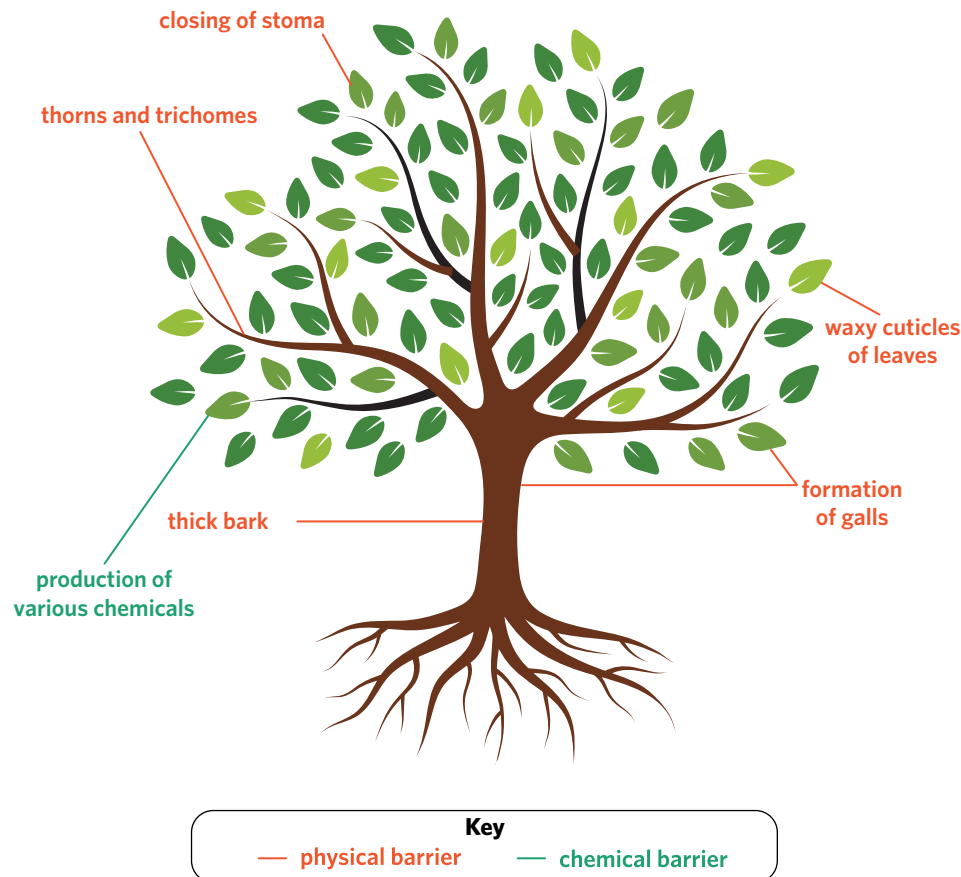 closing of stoma
thorns and trichomes
waxy cuticles
of leaves
formation
of galls
thick bark
production of
various chemicals
Key
physical barrier
chemical barrier